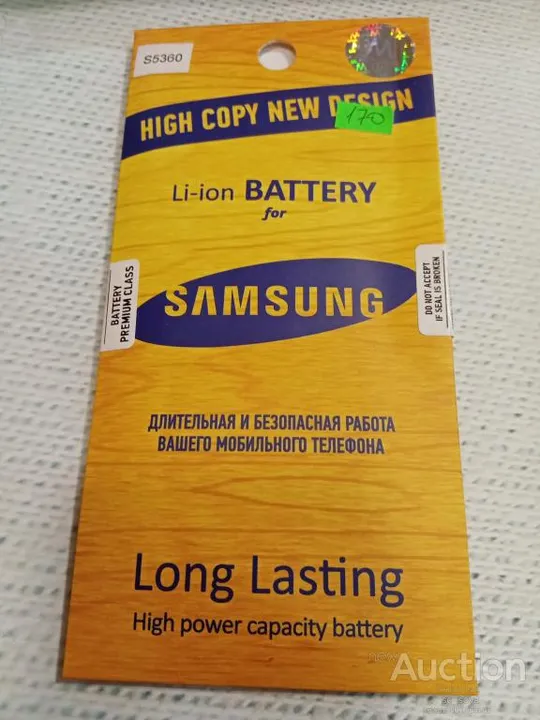 S5360
HIGH COPY NEW DESIGN
170
Li-ion BATTERY
for
BATTERY
PREMIUM CLASS
SAMSUNG
DO NOT ACCEPT
IF SEAL IS BROKEN
ДЛИТЕЛЬНАЯ И БЕЗОПАСНАЯ РАБОТА
ВАШЕГО МОБИЛЬНОГО ТЕЛЕФОНА
Long Lasting
High power capacity battery
NEW
Auction